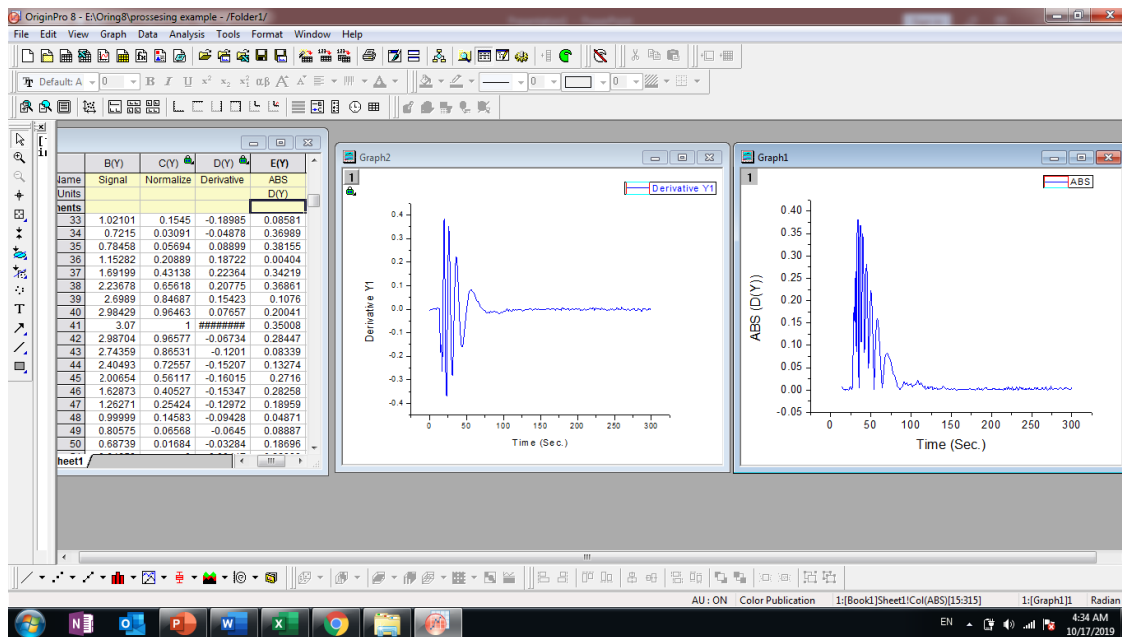 OriginPro 8 - E:\Oring8\prossesing example - /Folder1/
File Edit View Graph Data Analysis Tools Format Window Help
Default: A 0 B I U x² x₂ αβ A A
0 0
B(Y) C(Y) D(Y) E(Y)
Name Signal Normalize Derivative ABS
Units D(Y)
ents
33 1.02101 0.1545 -0.18985 0.08581
34 0.7215 0.03091 -0.04878 0.36989
35 0.78458 0.05694 0.08899 0.38155
36 1.15282 0.20889 0.18722 0.00404
37 1.69199 0.43138 0.22364 0.34219
38 2.23678 0.65618 0.20775 0.36861
39 2.6989 0.84687 0.15423 0.1076
40 2.98429 0.96463 0.07657 0.20041
41 3.07 1 ######## 0.35008
42 2.98704 0.96577 -0.06734 0.28447
43 2.74359 0.86531 -0.1201 0.08339
44 2.40493 0.72557 -0.15207 0.13274
45 2.00654 0.56117 -0.16015 0.2716
46 1.62873 0.40527 -0.15347 0.28258
47 1.26271 0.25424 -0.12972 0.18959
48 0.99999 0.14583 -0.09428 0.04871
49 0.80575 0.06568 -0.0645 0.08887
50 0.68739 0.01684 -0.03284 0.18696
heet1
Graph2
1
Derivative Y1
0.4
0.3
0.2
0.1
0.0
-0.1
-0.2
-0.3
-0.4
Derivative Y1
0 50 100 150 200 250 300
Time (Sec.)
Graph1
1
ABS
0.40
0.35
0.30
0.25
0.20
0.15
0.10
0.05
0.00
-0.05
ABS (D(Y))
0 50 100 150 200 250 300
Time (Sec.)
T
AU : ON Color Publication 1:[Book1]Sheet1!Col(ABS)[15:315] 1:[Graph1]1 Radian
EN 4:34 AM
10/17/2019